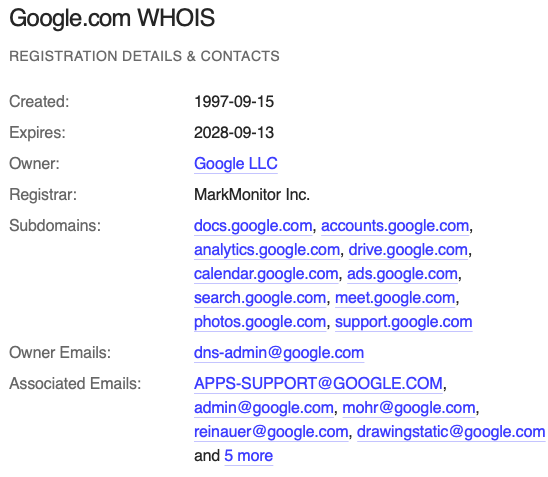 Google.com WHOIS
REGISTRATION DETAILS & CONTACTS
Created: 1997-09-15
Expires: 2028-09-13
Owner: Google LLC
Registrar: MarkMonitor Inc.
Subdomains: docs.google.com, accounts.google.com,
analytics.google.com, drive.google.com,
calendar.google.com, ads.google.com,
search.google.com, meet.google.com,
photos.google.com, support.google.com
Owner Emails: dns-admin@google.com
Associated Emails: APPS-SUPPORT@GOOGLE.COM,
admin@google.com, mohr@google.com,
reinauer@google.com, drawingstatic@google.com
and 5 more